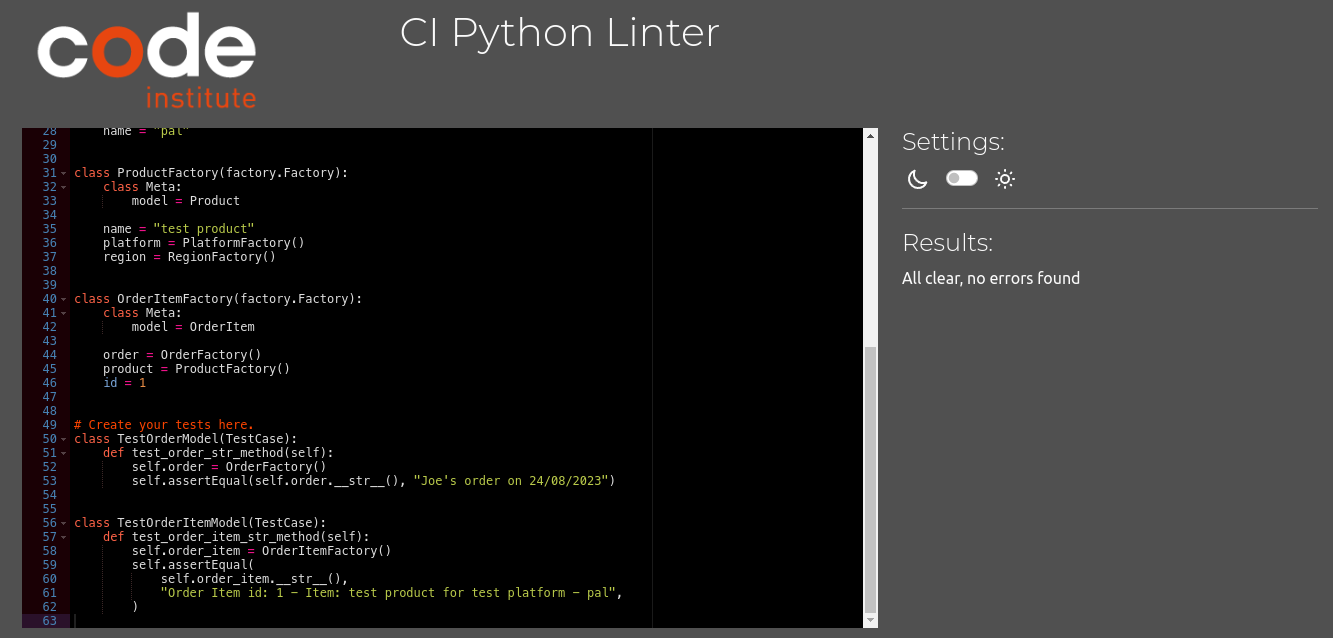 code
institute
CI Python Linter
28 name = "pal"
29
30
31 class ProductFactory(factory.Factory):
32 class Meta:
33 model = Product
34
35 name = "test product"
36 platform = PlatformFactory()
37 region = RegionFactory()
38
39
40 class OrderItemFactory(factory.Factory):
41 class Meta:
42 model = OrderItem
43
44 order = OrderFactory()
45 product = ProductFactory()
46 id = 1
47
48
49 # Create your tests here.
50 class TestOrderModel(TestCase):
51 def test_order_str_method(self):
52 self.order = OrderFactory()
53 self.assertEqual(self.order.__str__(), "Joe's order on 24/08/2023")
54
55
56 class TestOrderItemModel(TestCase):
57 def test_order_item_str_method(self):
58 self.order_item = OrderItemFactory()
59 self.assertEqual(
60 self.order_item.__str__(),
61 "Order Item id: 1 - Item: test product for test platform - pal",
62 )
63
Settings:
Results:
All clear, no errors found